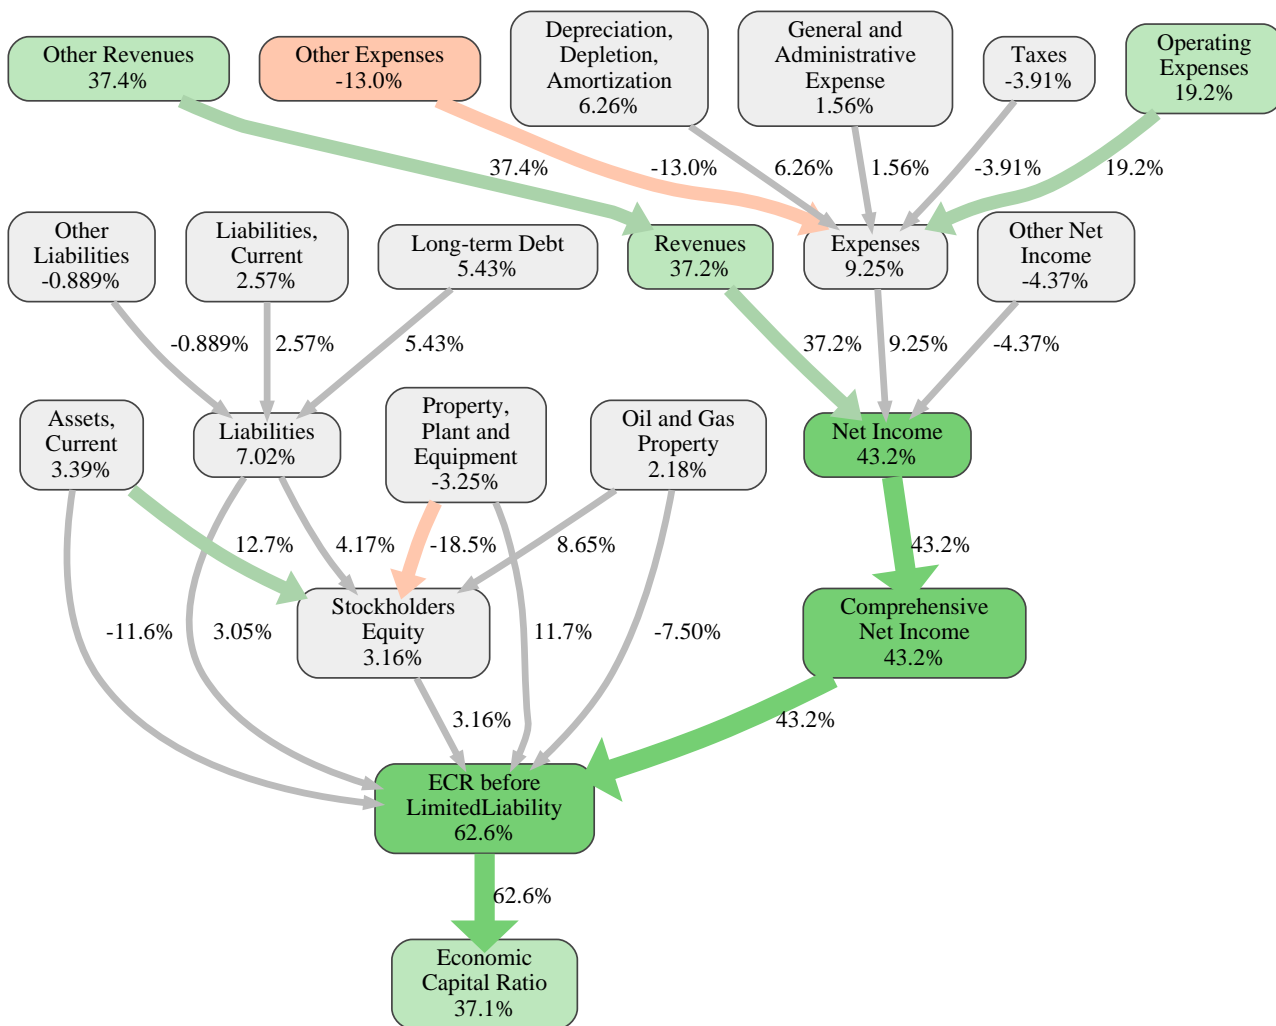 Other Revenues
37.4%
Other Expenses
-13.0%
Depreciation,
Depletion,
Amortization
6.26%
General and
Administrative
Expense
1.56%
Taxes
-3.91%
Operating
Expenses
19.2%
37.4%
-13.0%
6.26%
1.56%
-3.91%
19.2%
Other
Liabilities
-0.889%
Liabilities,
Current
2.57%
Long-term Debt
5.43%
Revenues
37.2%
Expenses
9.25%
Other Net
Income
-4.37%
-0.889%
2.57%
5.43%
37.2%
9.25%
-4.37%
Assets,
Current
3.39%
Liabilities
7.02%
Property,
Plant and
Equipment
-3.25%
Oil and Gas
Property
2.18%
Net Income
43.2%
12.7%
4.17%
-18.5%
8.65%
43.2%
-11.6%
3.05%
Stockholders
Equity
3.16%
11.7%
-7.50%
Comprehensive
Net Income
43.2%
3.16%
43.2%
ECR before
LimitedLiability
62.6%
62.6%
Economic
Capital Ratio
37.1%